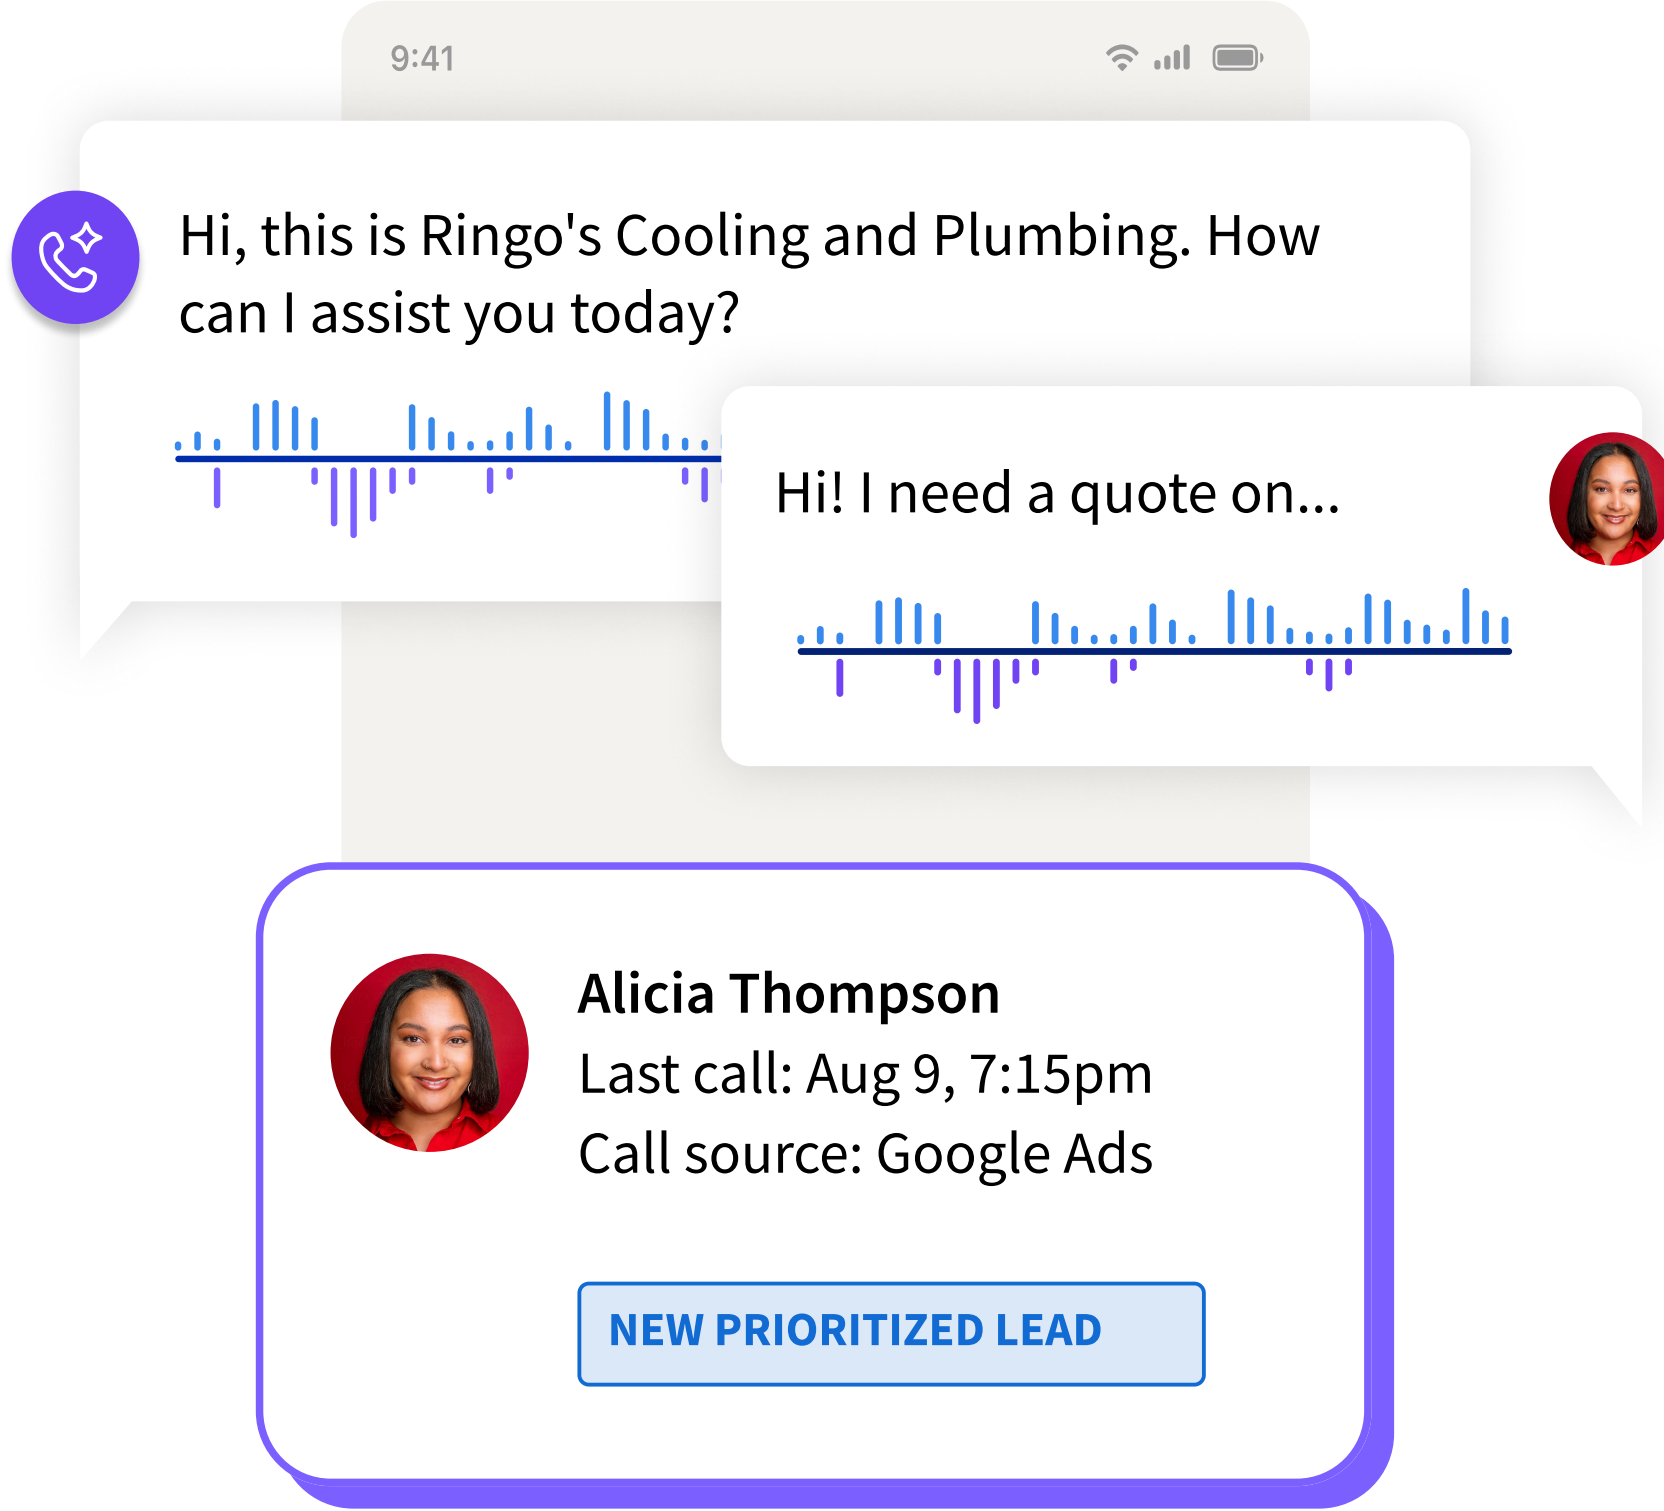 9:41
Hi, this is Ringo's Cooling and Plumbing. How
can I assist you today?
Hi! I need a quote on...
Alicia Thompson
Last call: Aug 9, 7:15pm
Call source: Google Ads
NEW PRIORITIZED LEAD